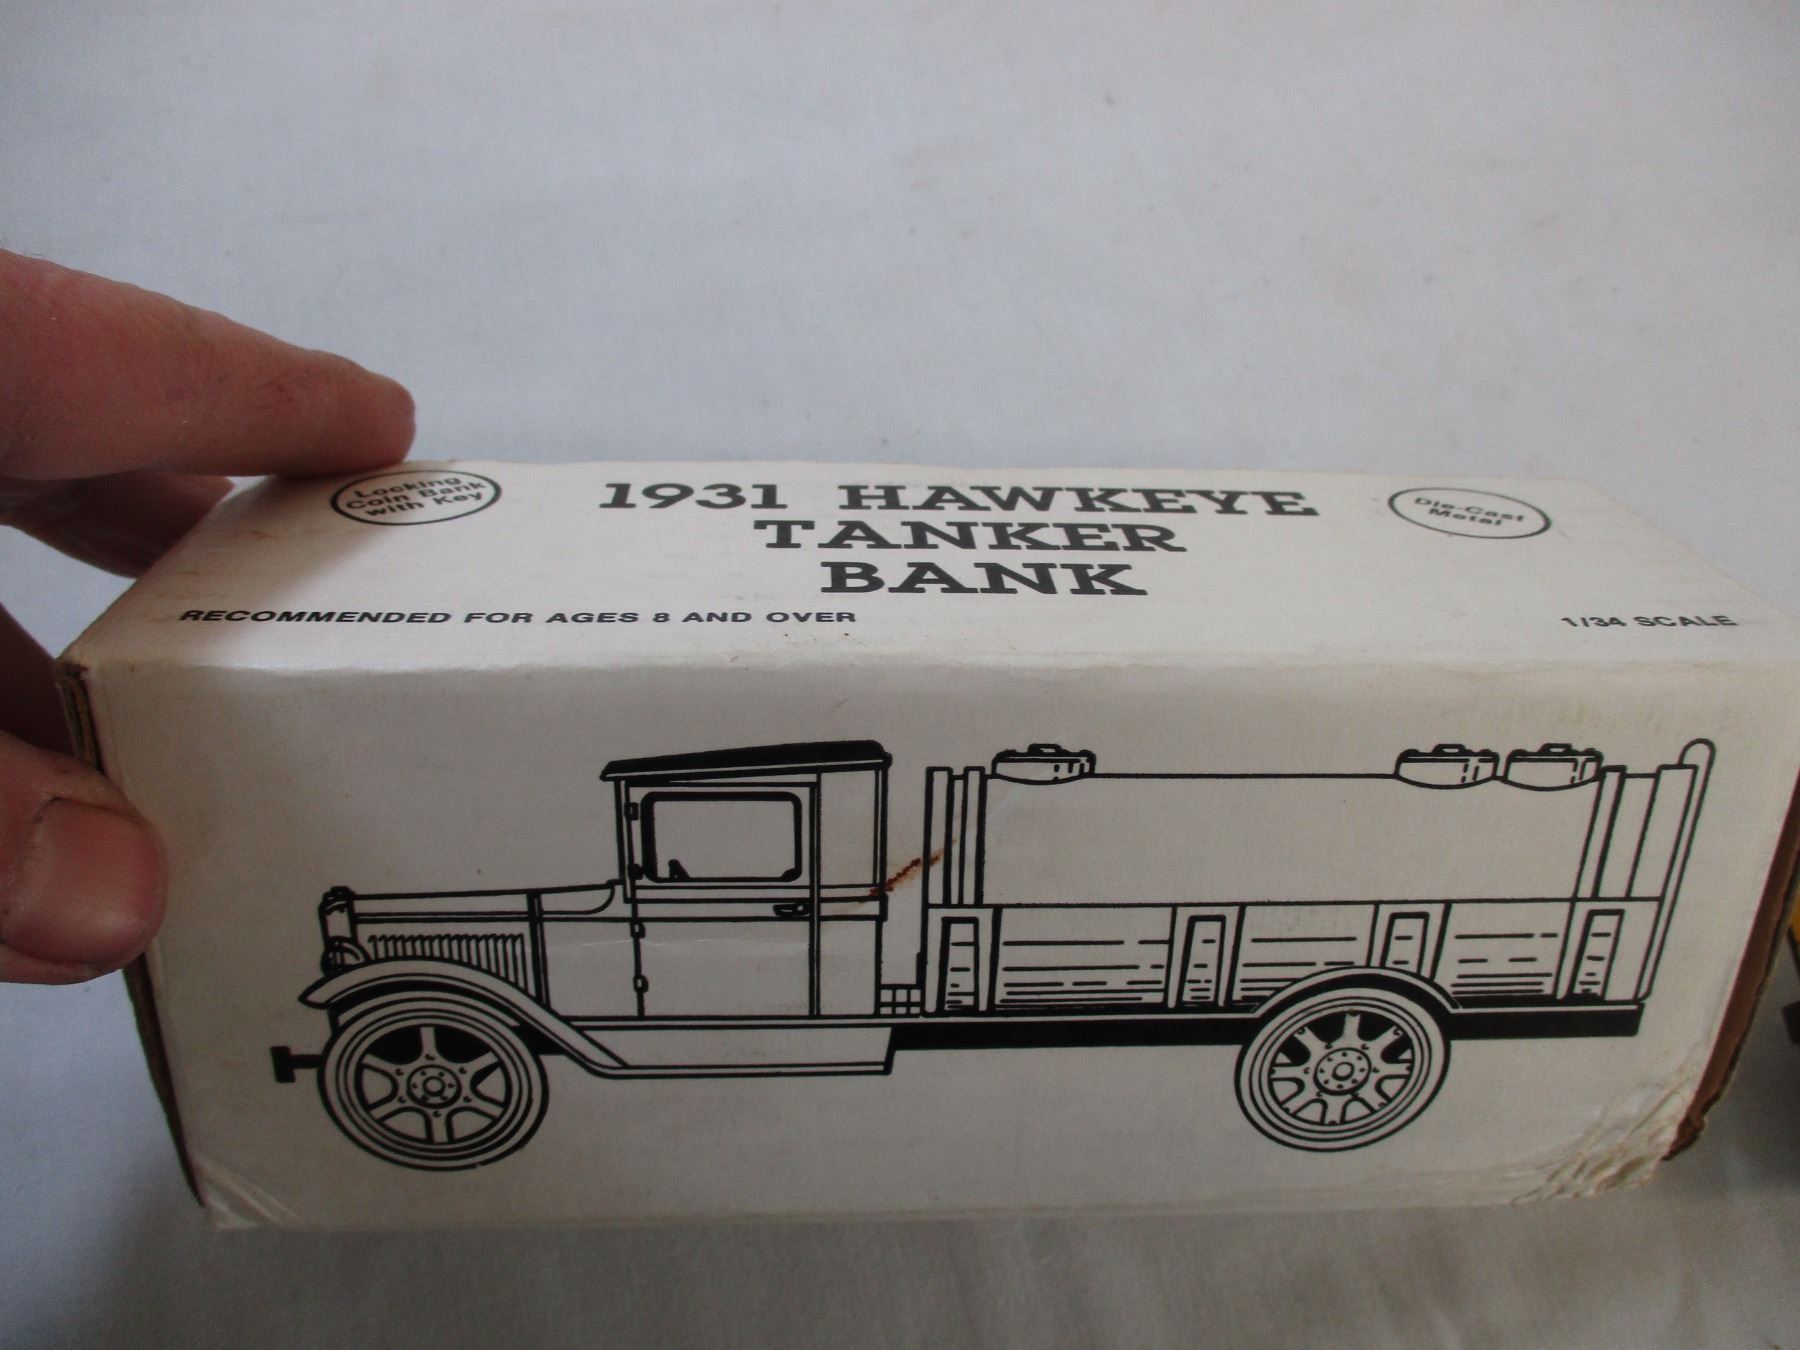 Locking
Coin Bank
with Key
1931 HAWKEYE
TANKER
BANK
Die-Cast
Metal
RECOMMENDED FOR AGES 8 AND OVER
1/34 SCALE